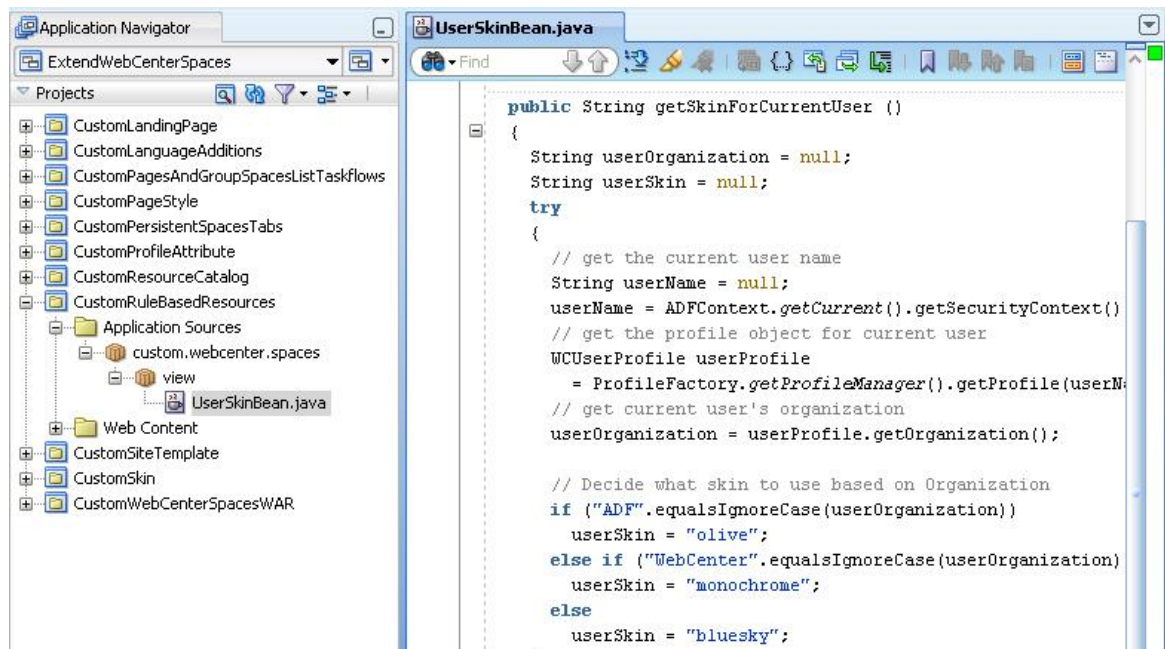 Application Navigator
ExtendWebCenterSpaces
Projects
CustomLandingPage
CustomLanguageAdditions
CustomPagesAndGroupSpacesListTaskflows
CustomPageStyle
CustomPersistentSpacesTabs
CustomProfileAttribute
CustomResourceCatalog
CustomRuleBasedResources
Application Sources
custom.webcenter.spaces
view
UserSkinBean.java
Web Content
CustomSiteTemplate
CustomSkin
CustomWebCenterSpacesWAR
UserSkinBean.java
Find
public String getSkinForCurrentUser ()
{
String userOrganization = null;
String userSkin = null;
try
{
// get the current user name
String userName = null;
userName = ADFContext.getCurrent().getSecurityContext()
// get the profile object for current user
WCUserProfile userProfile
= ProfileFactory.getProfileManager().getProfile(userN
// get current user's organization
userOrganization = userProfile.getOrganization();
// Decide what skin to use based on Organization
if ("ADF".equalsIgnoreCase(userOrganization))
userSkin = "olive";
else if ("WebCenter".equalsIgnoreCase(userOrganization)
userSkin = "monochrome";
else
userSkin = "bluesky";